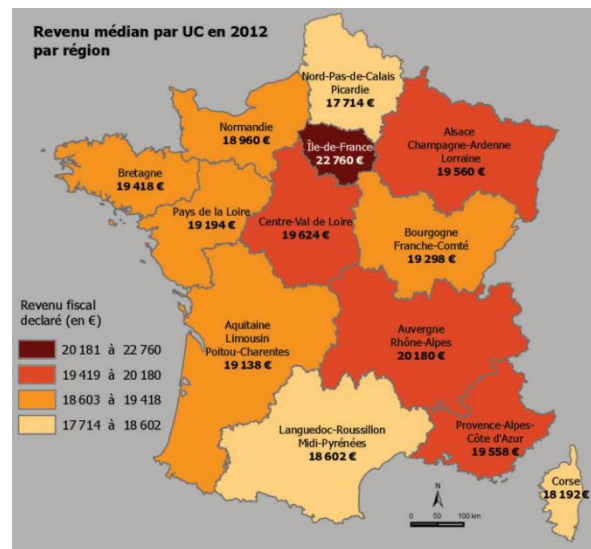 Revenu médian par UC en 2012
par région
Nord-Pas-de-Calais
Picardie
17 714 €
Normandie
18 960 €
Île-de-France
22 760 €
Alsace
Champagne-Ardenne
Lorraine
19 560 €
Bretagne
19 418 €
Pays de la Loire
19 194 €
Centre-Val de Loire
19 624 €
Bourgogne
Franche-Comté
19 298 €
Revenu fiscal
déclaré (en €)
20 181 à 22 760
19 419 à 20 180
18 603 à 19 418
17 714 à 18 602
Aquitaine
Limousin
Poitou-Charentes
19 138 €
Auvergne
Rhône-Alpes
20 180 €
Languedoc-Roussillon
Midi-Pyrénées
18 602 €
Provence-Alpes-
Côte d'Azur
19 558 €
Corse
18 192 €
N
0 50 100 km